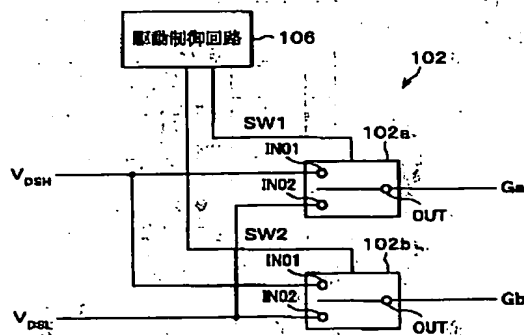 駆動制御回路
106
102
SW1
102a
IN01
V_DSH
IN02
Ga
OUT
SW2
102b
IN01
IN02
Gb
V_DSL
OUT